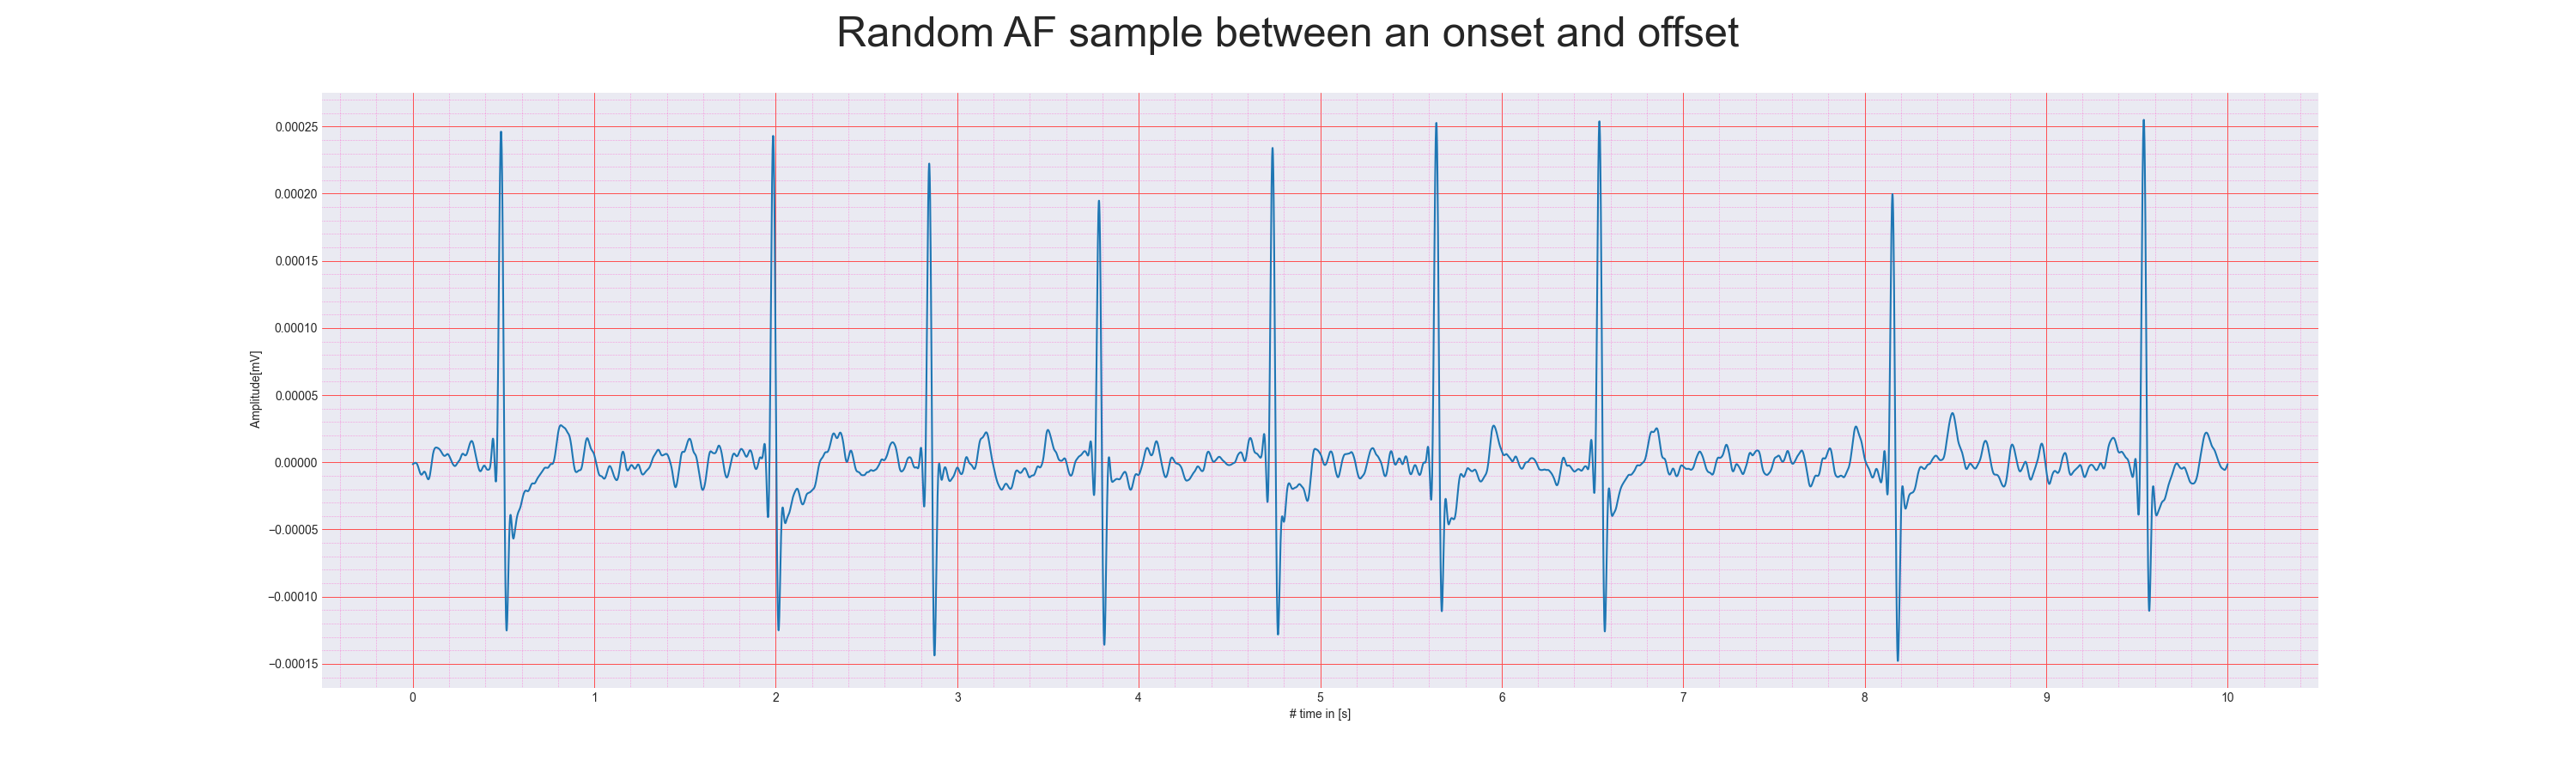 Random AF sample between an onset and offset
0.00025
0.00020
0.00015
0.00010
0.00005
0.00000
−0.00005
−0.00010
−0.00015
Amplitude[mV]
0 1 2 3 4 5 6 7 8 9 10
# time in [s]